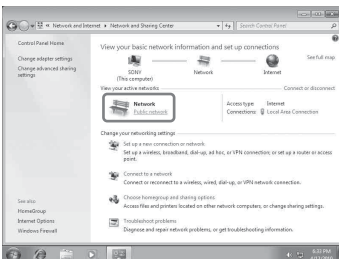 Network and Internet ▸ Network and Sharing Center
Search Control Panel
Control Panel Home
Change adapter settings
Change advanced sharing
settings
View your basic network information and set up connections
See full map
SONY
(This computer)
Network
Internet
View your active networks
Connect or disconnect
Network
Public network
Access type: Internet
Connections: Local Area Connection
Change your networking settings
Set up a new connection or network
Set up a wireless, broadband, dial-up, ad hoc, or VPN connection; or set up a router or access
point.
Connect to a network
Connect or reconnect to a wireless, wired, dial-up, or VPN network connection.
Choose homegroup and sharing options
Access files and printers located on other network computers, or change sharing settings.
Troubleshoot problems
Diagnose and repair network problems, or get troubleshooting information.
See also
HomeGroup
Internet Options
Windows Firewall